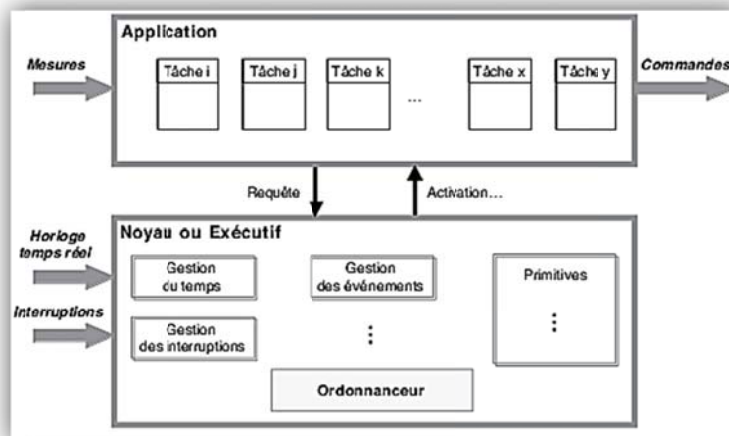 Application
Mesures
Tâche i
Tâche j
Tâche k
...
Tâche x
Tâche y
Commandes
Requête
Activation...
Noyau ou Exécutif
Horloge
temps réel
Interruptions
Gestion
du temps
Gestion
des événements
Primitives
Gestion
des interruptions
Ordonnanceur